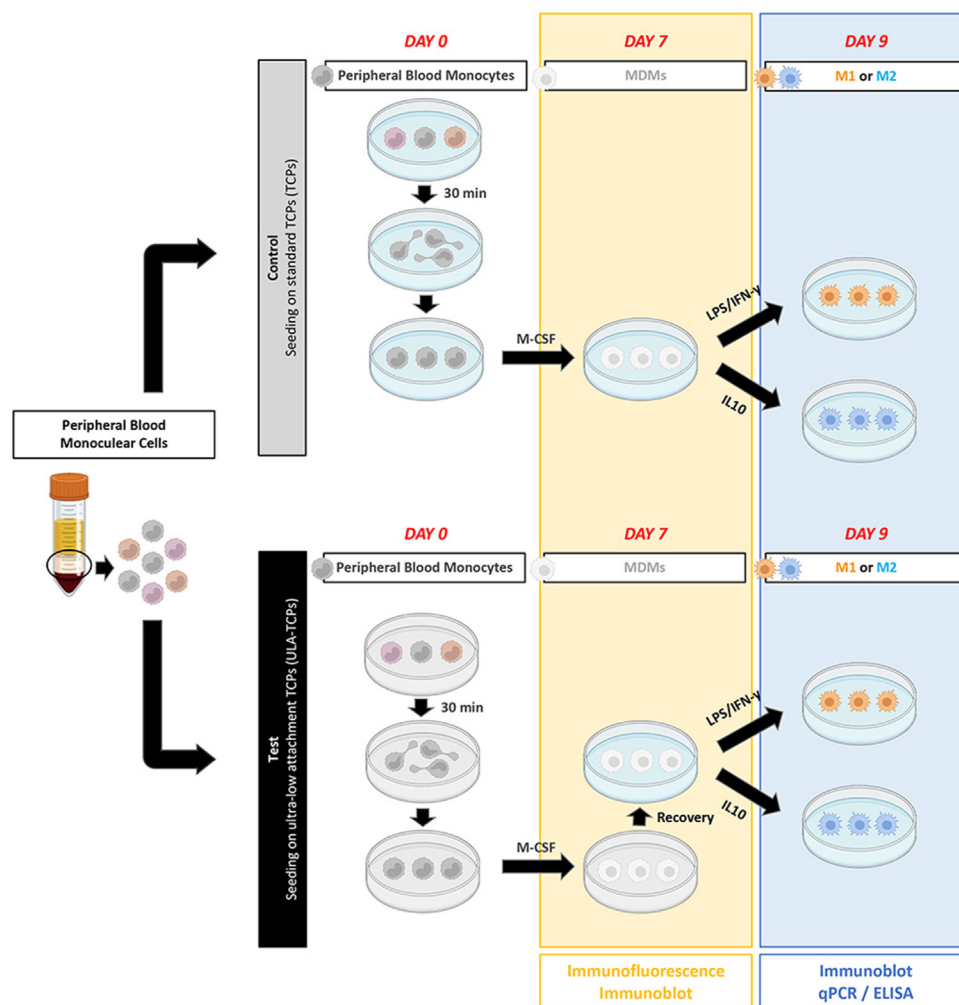 DAY 0
DAY 7
DAY 9
Peripheral Blood Monocytes
MDMs
M1 or M2
Control
Seeding on standard TCPs (TCPs)
30 min
M-CSF
LPS/IFN-γ
IL10
Peripheral Blood
Monoculear Cells
DAY 0
DAY 7
DAY 9
Peripheral Blood Monocytes
MDMs
M1 or M2
Test
Seeding on ultra-low attachment TCPs (ULA-TCPs)
30 min
M-CSF
Recovery
LPS/IFN-γ
IL10
Immunofluorescence
Immunoblot
Immunoblot
qPCR / ELISA